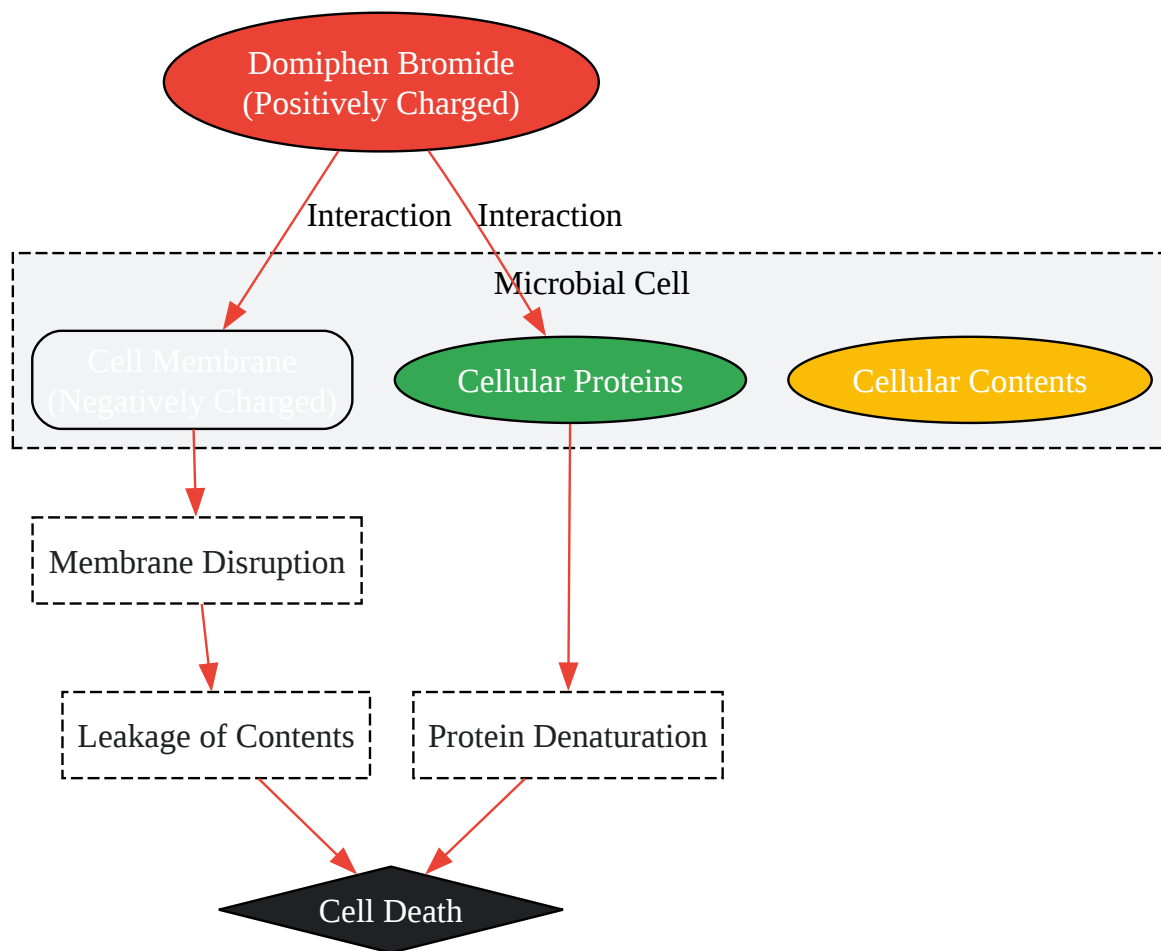 Domiphen Bromide
(Positively Charged)
Interaction
Interaction
Microbial Cell
Cell Membrane
(Negatively Charged)
Cellular Proteins
Cellular Contents
Membrane Disruption
Leakage of Contents
Protein Denaturation
Cell Death